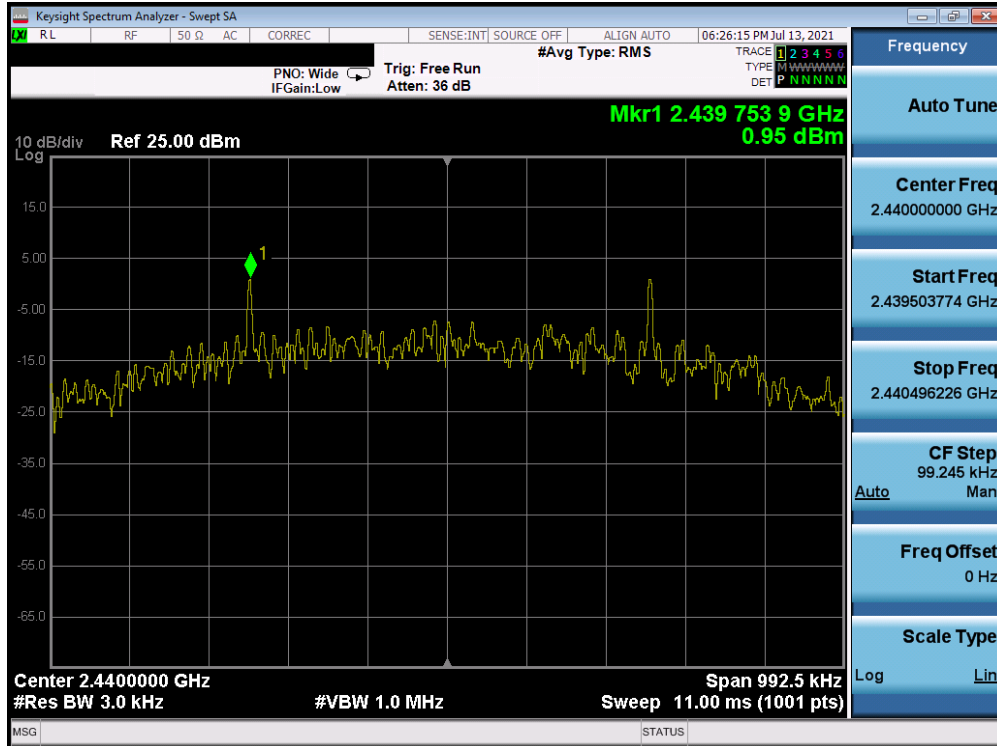 Keysight Spectrum Analyzer - Swept SA
LXI RL RF 50 Ω AC CORREC SENSE:INT SOURCE OFF ALIGN AUTO 06:26:15 PM Jul 13, 2021
#Avg Type: RMS TRACE 1 2 3 4 5 6
PNO: Wide Trig: Free Run TYPE M WWWWW
IFGain:Low Atten: 36 dB DET P N N N N N
Mkr1 2.439 753 9 GHz
0.95 dBm
10 dB/div Ref 25.00 dBm
Log
15.0
5.00
1
-5.00
-15.0
-25.0
-35.0
-45.0
-55.0
-65.0
Center 2.4400000 GHz Span 992.5 kHz
#Res BW 3.0 kHz #VBW 1.0 MHz Sweep 11.00 ms (1001 pts)
MSG STATUS
Frequency
Auto Tune
Center Freq
2.440000000 GHz
Start Freq
2.439503774 GHz
Stop Freq
2.440496226 GHz
CF Step
99.245 kHz
Auto Man
Freq Offset
0 Hz
Scale Type
Log Lin